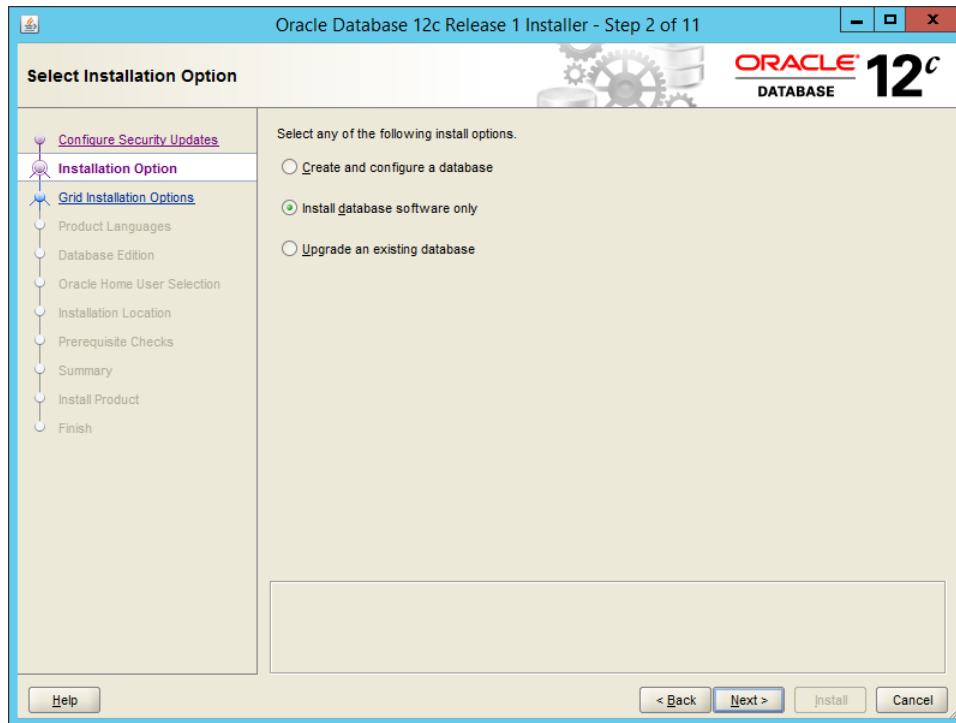 Oracle Database 12c Release 1 Installer - Step 2 of 11
Select Installation Option
ORACLE
DATABASE
12c
Configure Security Updates
Installation Option
Grid Installation Options
Product Languages
Database Edition
Oracle Home User Selection
Installation Location
Prerequisite Checks
Summary
Install Product
Finish
Select any of the following install options.
Create and configure a database
Install database software only
Upgrade an existing database
Help
< Back
Next >
Install
Cancel